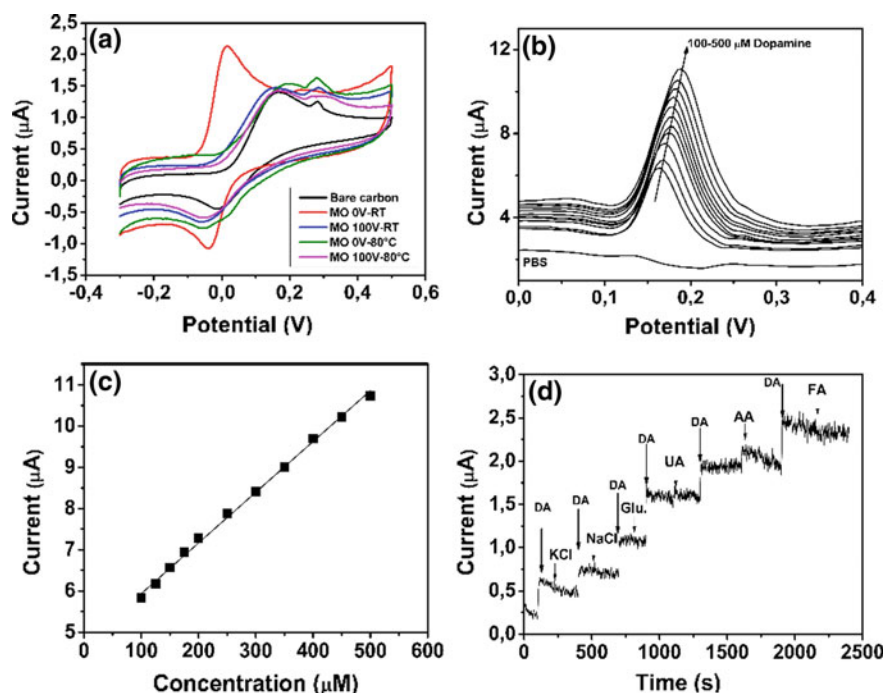 (a)
2,5
2,0
1,5
1,0
0,5
0,0
-0,5
-1,0
1,5
Current (μA)
Bare carbon
MO 0V-RT
MO 100V-RT
MO 0V-80°C
MO 100V-80°C
-0,4 -0,2 0,0 0,2 0,4 0,6
Potential (V)
(b)
100-500 μM Dopamine
12
8
4
Current (μA)
PBS
0,0 0,1 0,2 0,3 0,4
Potential (V)
(c)
11
10
9
8
7
6
5
Current (μA)
0 100 200 300 400 500 600
Concentration (μM)
(d)
3,0
2,5
2,0
1,5
1,0
0,5
0,0
Current (μA)
DA FA
DA AA
DA UA
DA Glu.
DA NaCl
DA KCl
0 500 1000 1500 2000 2500
Time (s)